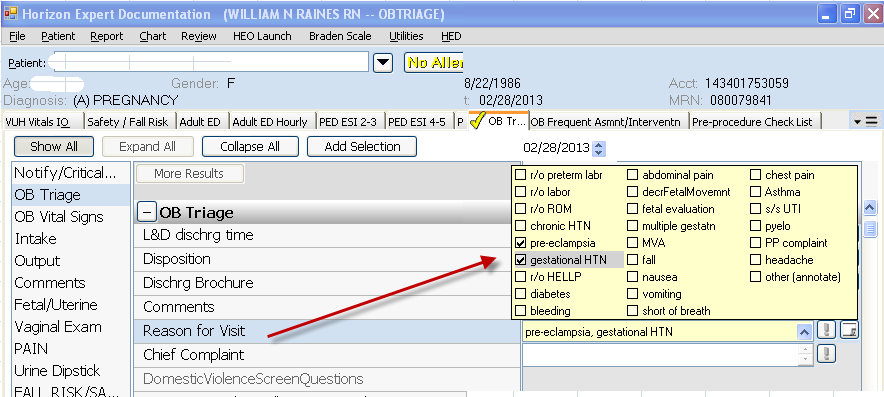 Horizon Expert Documentation (WILLIAM N RAINES RN -- OBTRIAGE)
File Patient Report Chart Review HEO Launch Braden Scale Utilities HED
Patient: No Aller
Age: Gender: F 8/22/1986 Acct: 143401753059
Diagnosis: (A) PREGNANCY t: 02/28/2013 MRN: 080079841
VUH Vitals IO Safety / Fall Risk Adult ED Adult ED Hourly PED ESI 2-3 PED ESI 4-5 P OB Tr... OB Frequent Asmnt/Interventn Pre-procedure Check List
Show All Expand All Collapse All Add Selection 02/28/2013
Notify/Critical...
OB Triage
OB Vital Signs
Intake
Output
Comments
Fetal/Uterine
Vaginal Exam
PAIN
Urine Dipstick
FALL RISK/SA...
More Results
OB Triage
L&D dischrg time
Disposition
Dischrg Brochure
Comments
Reason for Visit
Chief Complaint
DomesticViolenceScreenQuestions
r/o preterm labr abdominal pain chest pain
r/o labor decrFetalMovemnt Asthma
r/o ROM fetal evaluation s/s UTI
chronic HTN multiple gestatn pyelo
pre-eclampsia MVA PP complaint
gestational HTN fall headache
r/o HELLP nausea other (annotate)
diabetes vomiting
bleeding short of breath
pre-eclampsia, gestational HTN